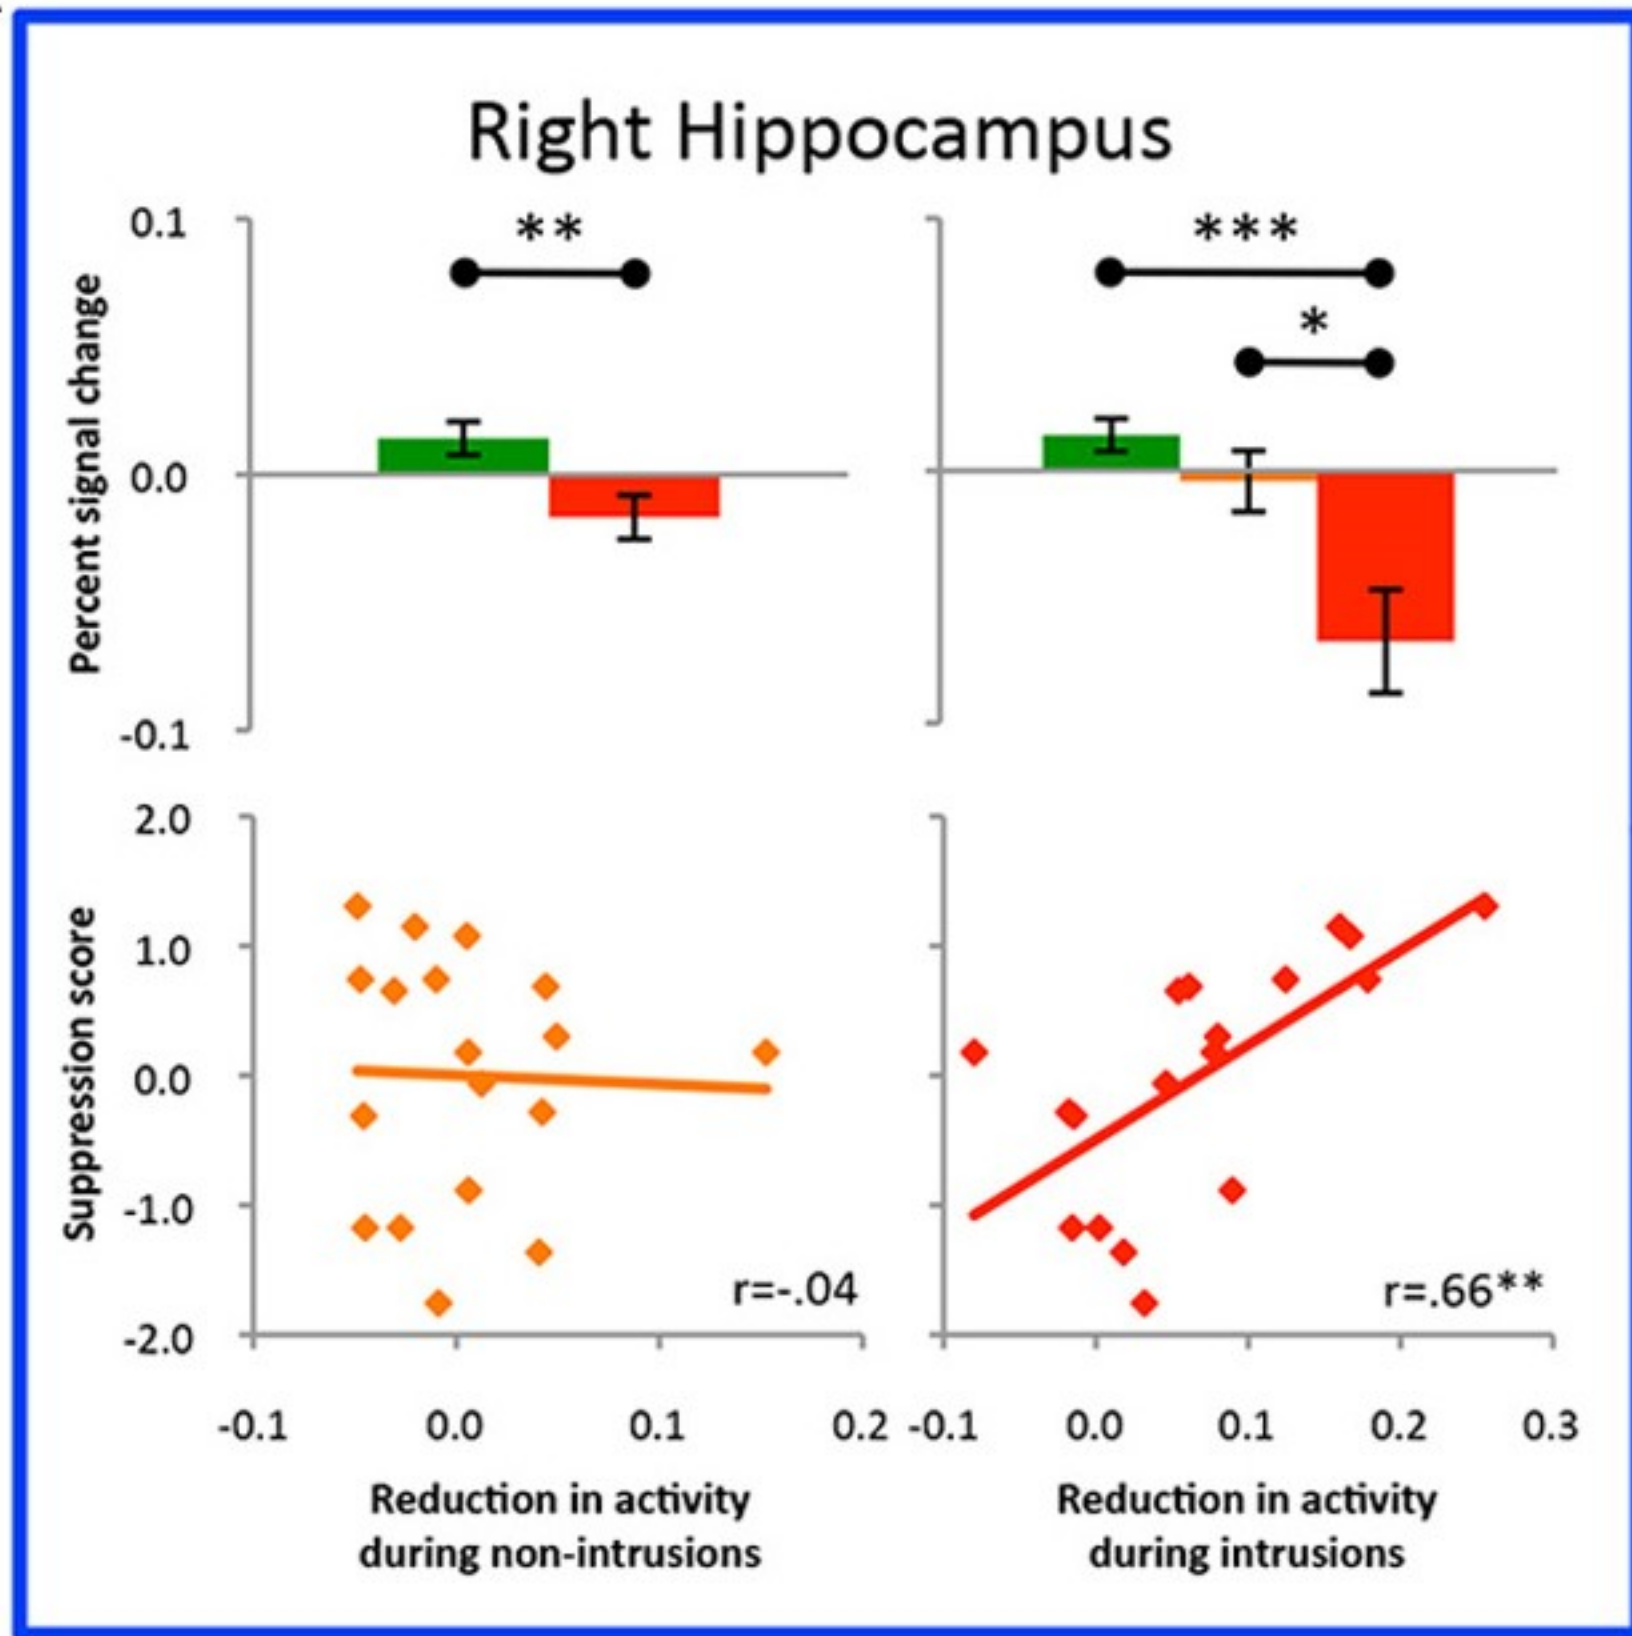 Right Hippocampus
0.1
0.0
-0.1
Percent signal change
**
***
*
2.0
1.0
0.0
-1.0
-2.0
Suppression score
r=-.04
r=.66**
-0.1 0.0 0.1 0.2
-0.1 0.0 0.1 0.2 0.3
Reduction in activity
during non-intrusions
Reduction in activity
during intrusions